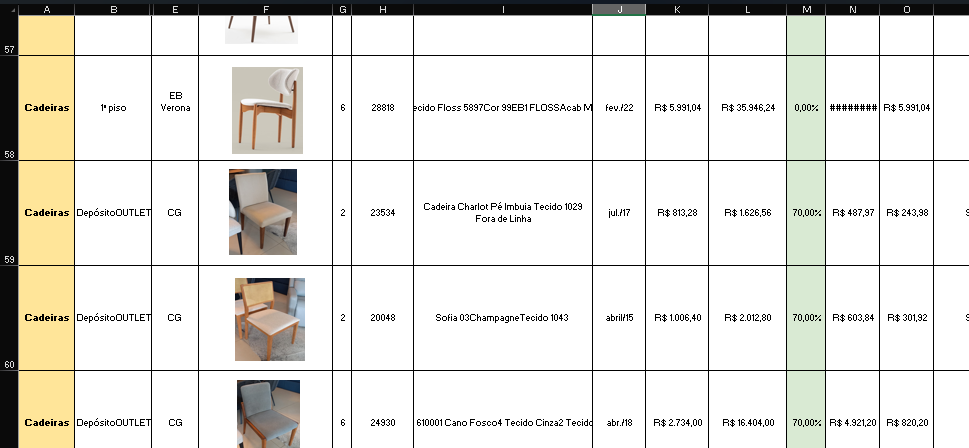 A B E F G H I J K L M N O
57
Cadeiras 1º piso EB Verona 6 28818 ecido Floss 5897Cor 99EB1 FLOSSAcab M fev./22 R$ 5.991,04 R$ 35.946,24 0,00% ######## R$ 5.991,04
58
Cadeiras DepósitoOUTLET CG 2 23534 Cadeira Charlot Pé Imbuia Tecido 1029 jul./17 R$ 813,28 R$ 1.626,56 70,00% R$ 487,97 R$ 243,98
Fora de Linha
59
Cadeiras DepósitoOUTLET CG 2 20048 Sofia 03ChampagneTecido 1043 abril/15 R$ 1.006,40 R$ 2.012,80 70,00% R$ 603,84 R$ 301,92
60
Cadeiras DepósitoOUTLET CG 6 24930 610001 Cano Fosco4 Tecido Cinza2 Tecido abr./18 R$ 2.734,00 R$ 16.404,00 70,00% R$ 4.921,20 R$ 820,20